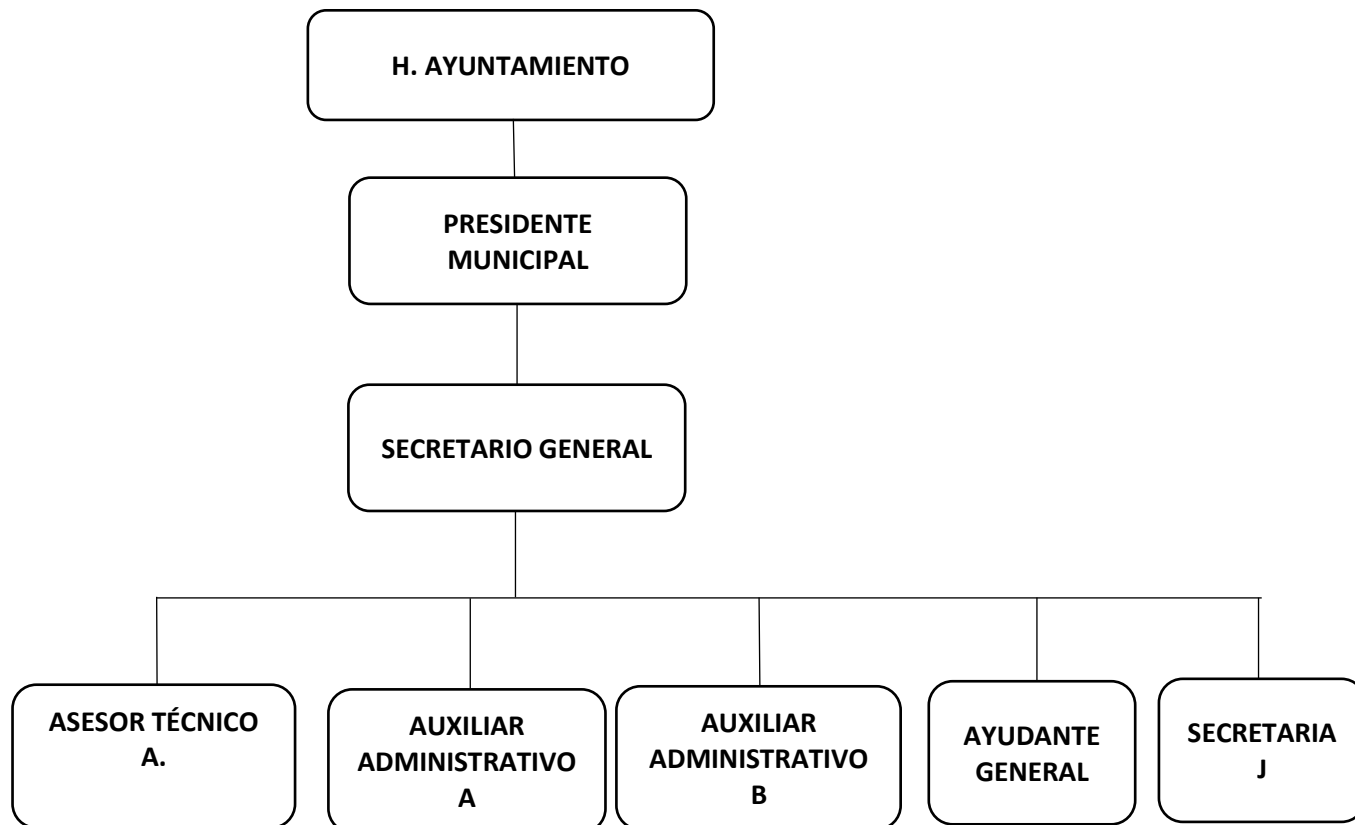 H. AYUNTAMIENTO
PRESIDENTE
MUNICIPAL
SECRETARIO GENERAL
ASESOR TÉCNICO
A.
AUXILIAR
ADMINISTRATIVO
A
AUXILIAR
ADMINISTRATIVO
B
AYUDANTE
GENERAL
SECRETARIA
J